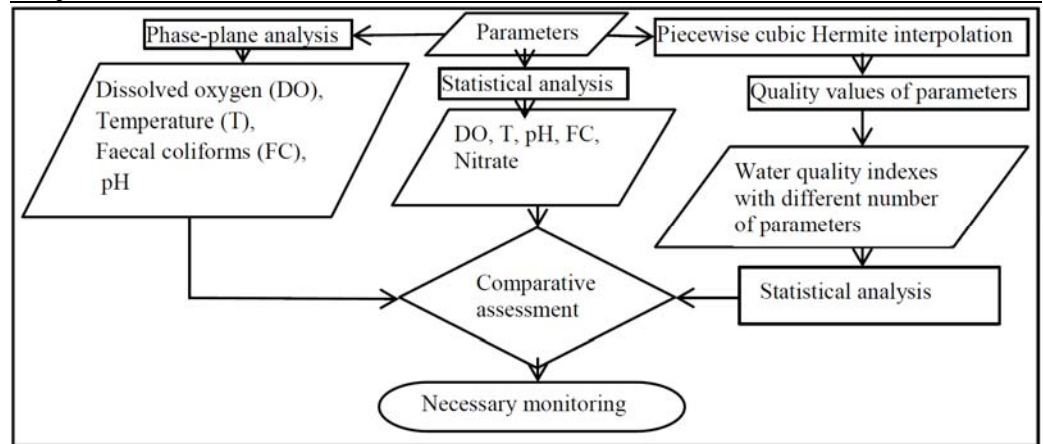 Phase-plane analysis
Parameters
Piecewise cubic Hermite interpolation
Dissolved oxygen (DO),
Temperature (T),
Faecal coliforms (FC),
pH
Statistical analysis
DO, T, pH, FC,
Nitrate
Quality values of parameters
Water quality indexes
with different number
of parameters
Statistical analysis
Comparative
assessment
Necessary monitoring